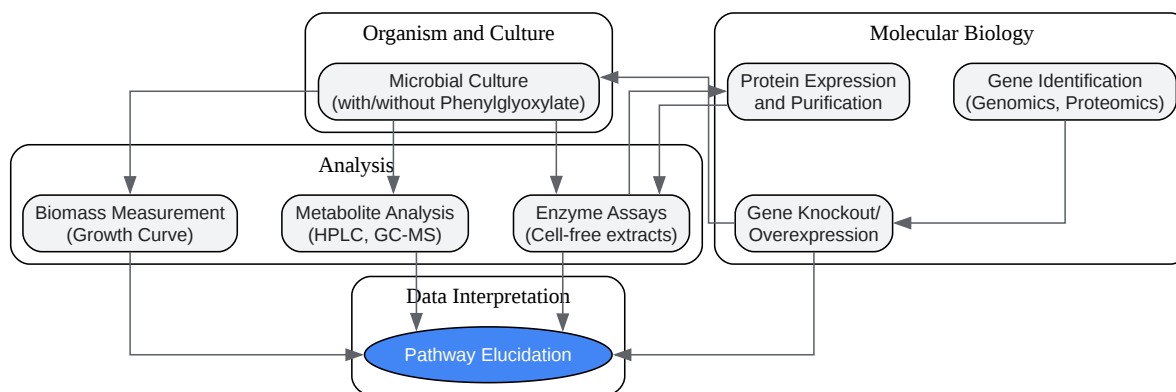 Organism and Culture
Microbial Culture
(with/without Phenylglyoxylate)
Molecular Biology
Protein Expression
and Purification
Gene Identification
(Genomics, Proteomics)
Analysis
Biomass Measurement
(Growth Curve)
Metabolite Analysis
(HPLC, GC-MS)
Enzyme Assays
(Cell-free extracts)
Gene Knockout/
Overexpression
Data Interpretation
Pathway Elucidation